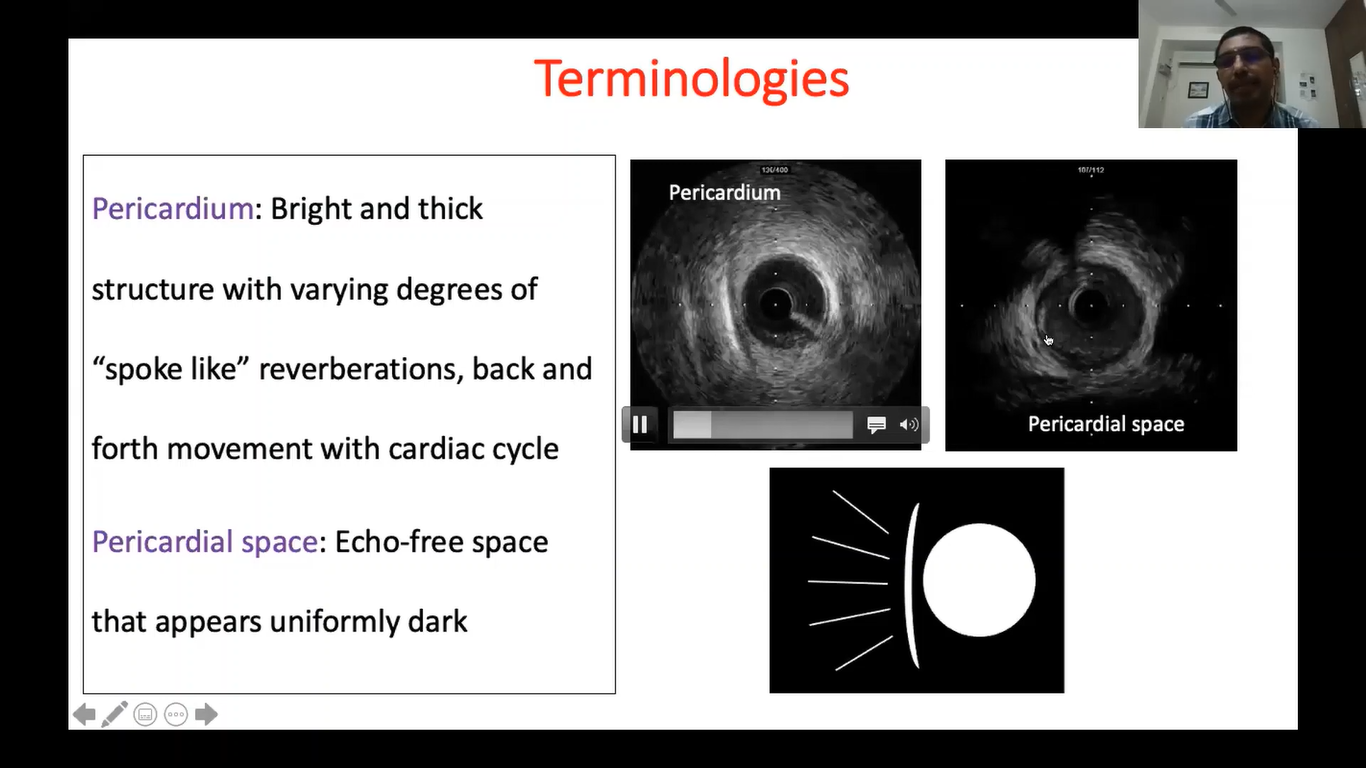 Terminologies
Pericardium: Bright and thick
structure with varying degrees of
“spoke like” reverberations, back and
forth movement with cardiac cycle
Pericardial space: Echo-free space
that appears uniformly dark
Pericardium
Pericardial space